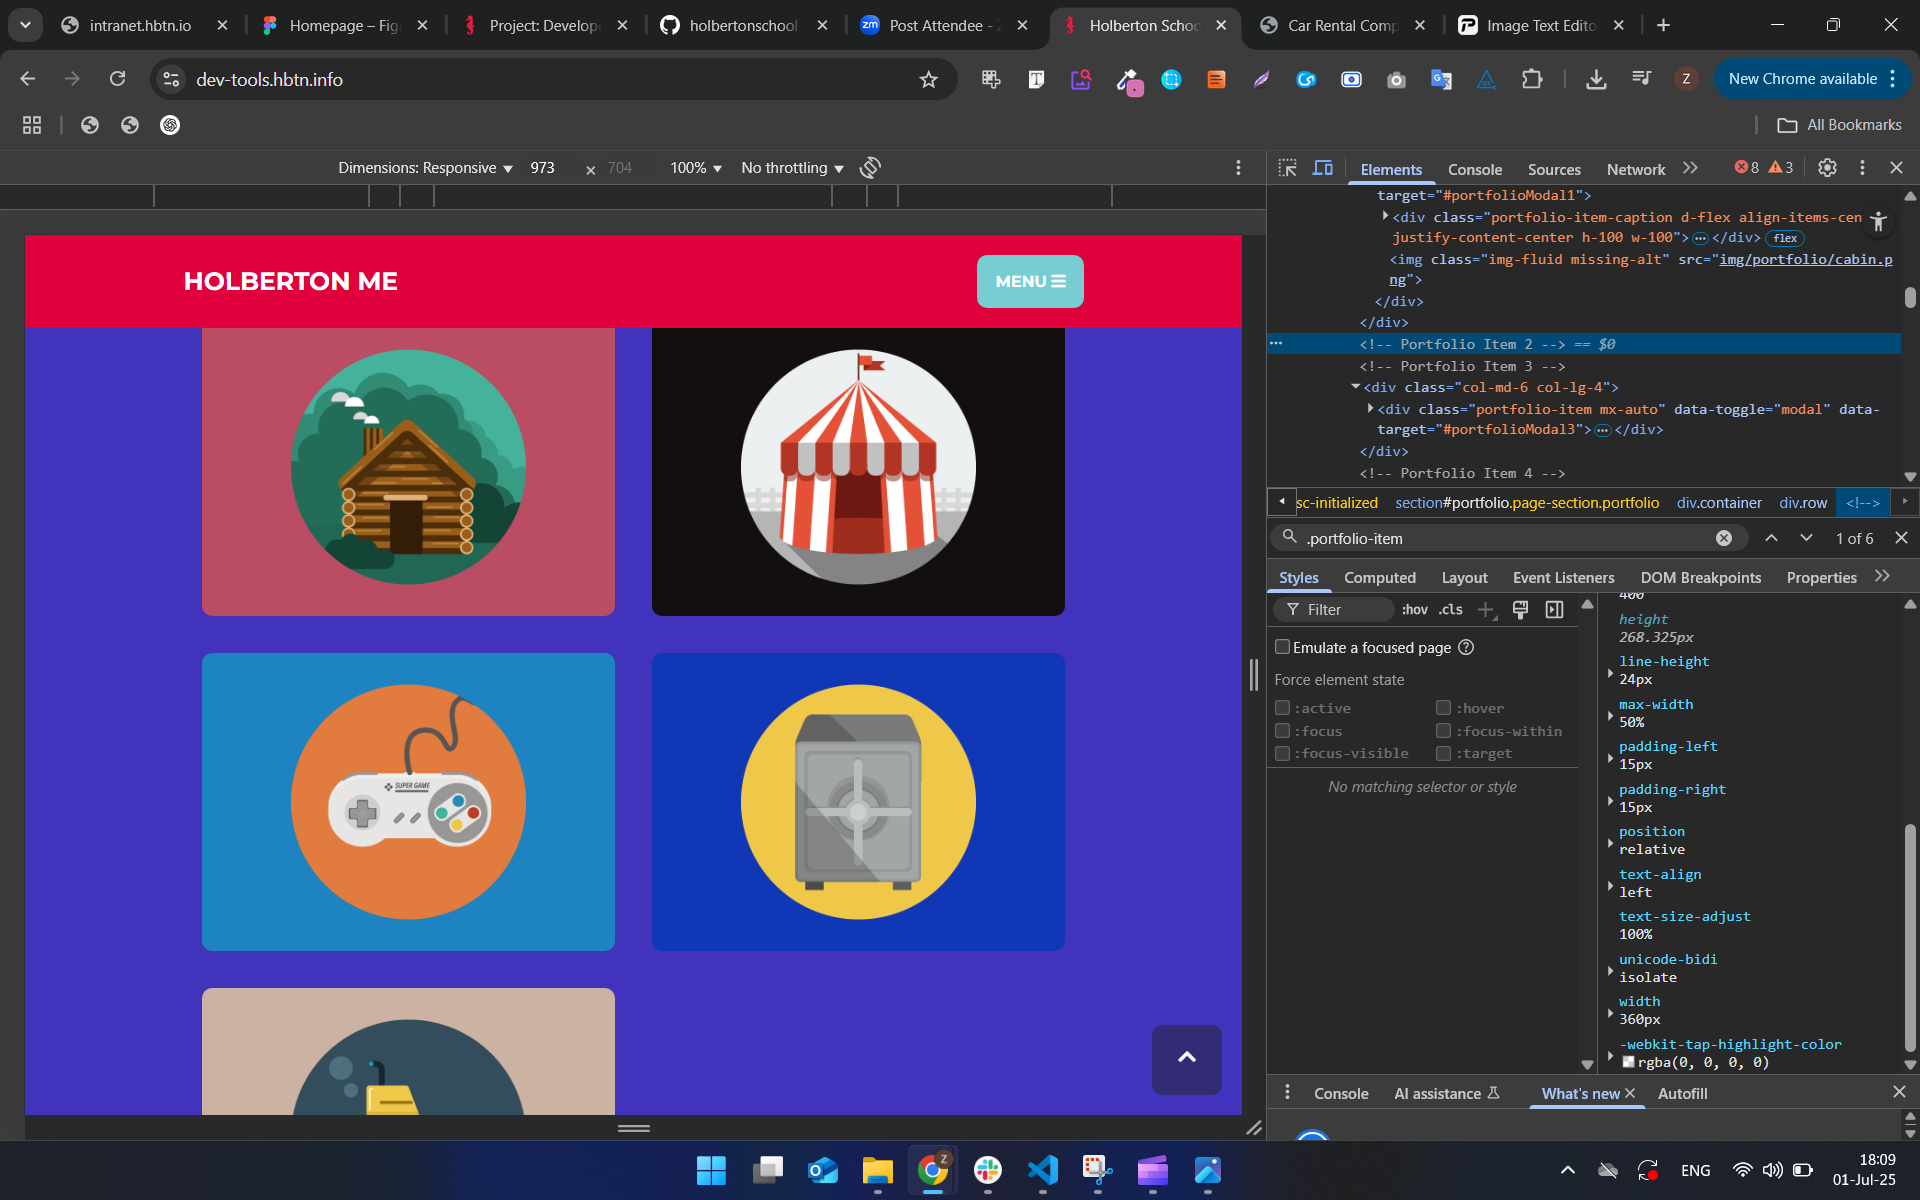 intranet.hbtn.io
Homepage – Fig
Project: Develop
holbertonschool
Post Attendee -
Holberton Schoo
Car Rental Comp
Image Text Edito
dev-tools.hbtn.info
New Chrome available
All Bookmarks
Dimensions: Responsive 973 × 704 100% No throttling
HOLBERTON ME
MENU
SUPER GAME
Elements Console Sources Network 8 3
target="#portfolioModal1">
<div class="portfolio-item-caption d-flex align-items-cen
justify-content-center h-100 w-100">…</div> flex
<img class="img-fluid missing-alt" src="img/portfolio/cabin.p
ng">
</div>
</div>
<!-- Portfolio Item 2 --> == $0
<!-- Portfolio Item 3 -->
<div class="col-md-6 col-lg-4">
<div class="portfolio-item mx-auto" data-toggle="modal" data-
target="#portfolioModal3">…</div>
</div>
<!-- Portfolio Item 4 -->
sc-initialized section#portfolio.page-section.portfolio div.container div.row <!-->
.portfolio-item 1 of 6
Styles Computed Layout Event Listeners DOM Breakpoints Properties
Filter :hov .cls
Emulate a focused page
Force element state
:active :hover
:focus :focus-within
:focus-visible :target
No matching selector or style
400
height
268.325px
line-height
24px
max-width
50%
padding-left
15px
padding-right
15px
position
relative
text-align
left
text-size-adjust
100%
unicode-bidi
isolate
width
360px
-webkit-tap-highlight-color
rgba(0, 0, 0, 0)
Console AI assistance What's new Autofill
ENG
18:09
01-Jul-25